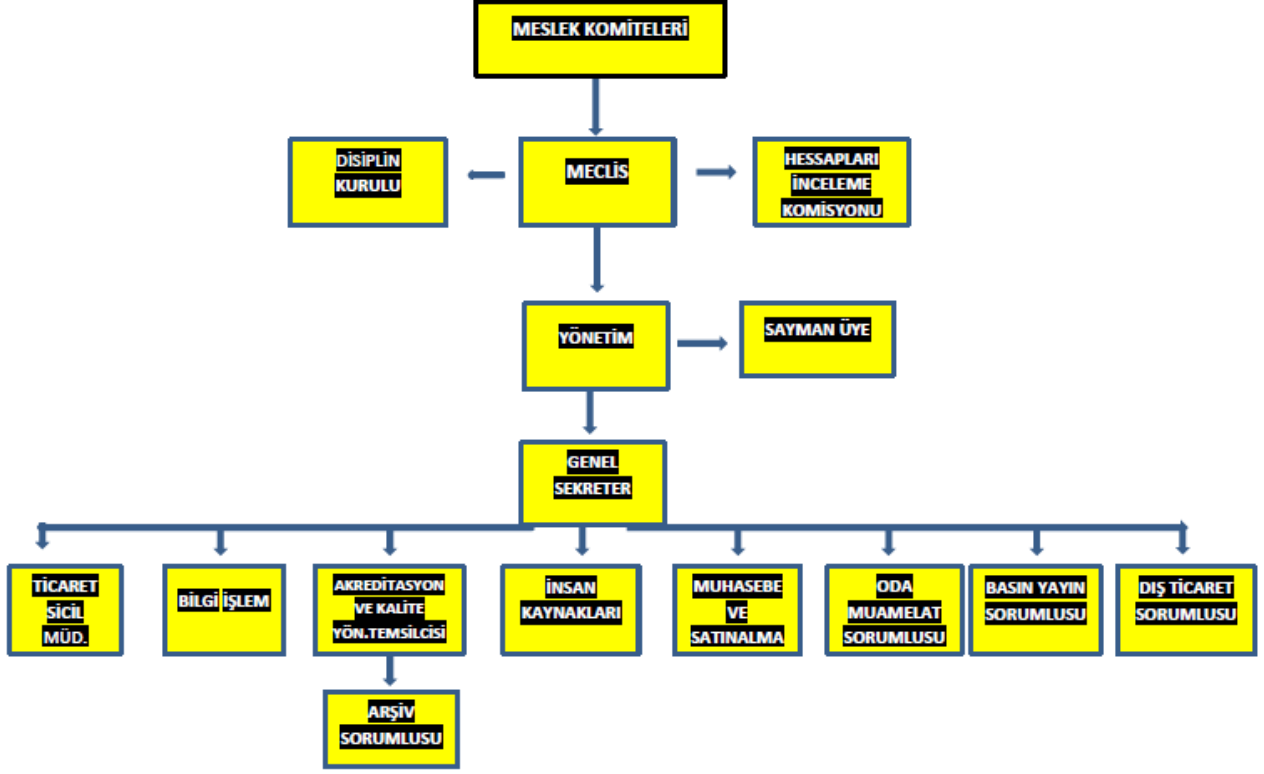 MESLEK KOMİTELERİ
DİSİPLİN
KURULU
MECLİS
HESSAPLARI
İNCELEME
KOMİSYONU
YÖNETİM
SAYMAN ÜYE
GENEL
SEKRETER
TİCARET
SİCİL
MÜD.
BİLGİ İŞLEM
AKREDİTASYON
VE KALİTE
YÖN.TEMSİLCİSİ
İNSAN
KAYNAKLARI
MUHASEBE
VE
SATINALMA
ODA
MUAMELAT
SORUMLUSU
BASIN YAYIN
SORUMLUSU
DIŞ TİCARET
SORUMLUSU
ARŞİV
SORUMLUSU